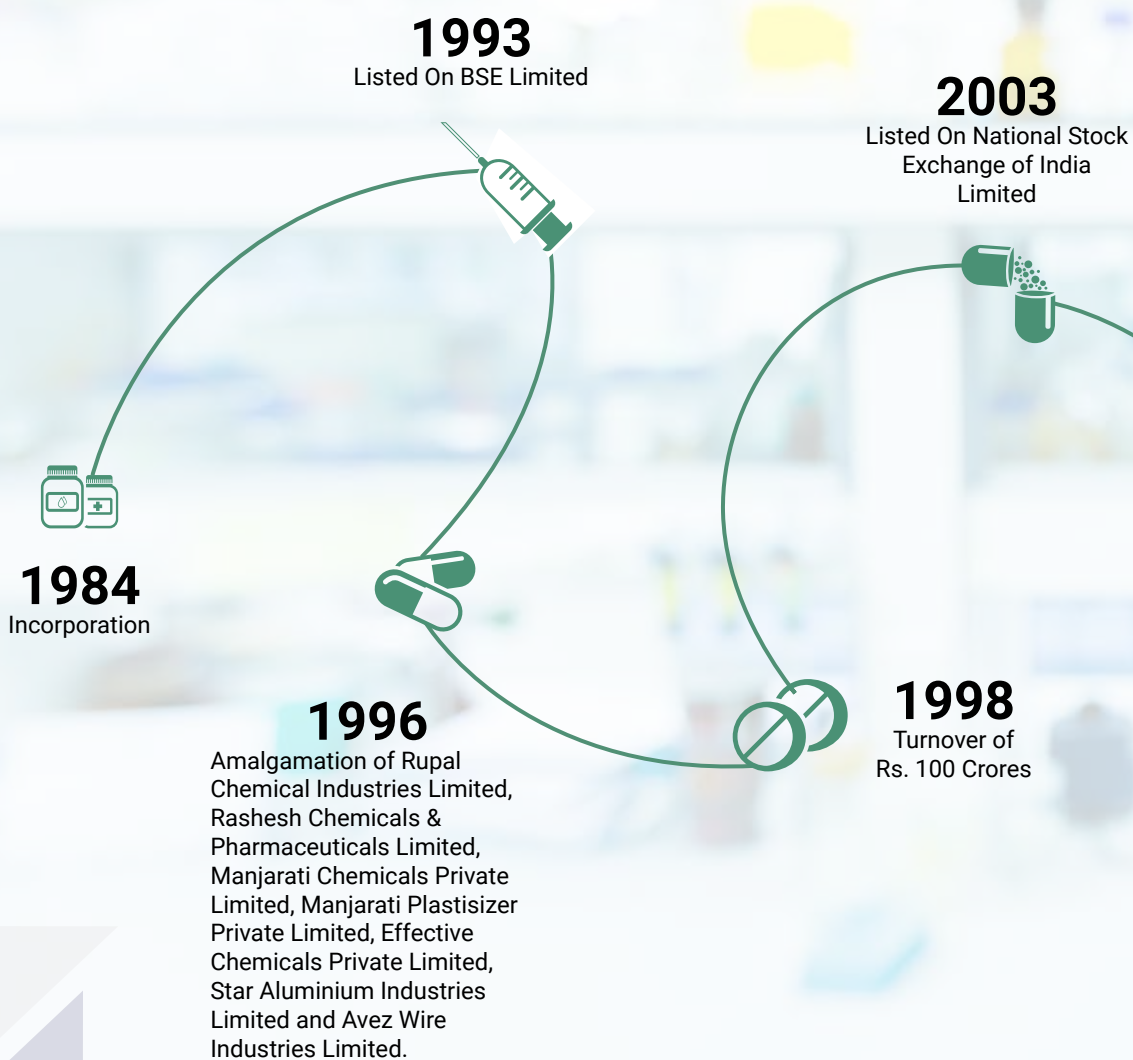 1984
Incorporation
1993
Listed On BSE Limited
1996
Amalgamation of Rupal
Chemical Industries Limited,
Rashesh Chemicals &
Pharmaceuticals Limited,
Manjarati Chemicals Private
Limited, Manjarati Plastisizer
Private Limited, Effective
Chemicals Private Limited,
Star Aluminium Industries
Limited and Avez Wire
Industries Limited.
1998
Turnover of
Rs. 100 Crores
2003
Listed On National Stock
Exchange of India
Limited